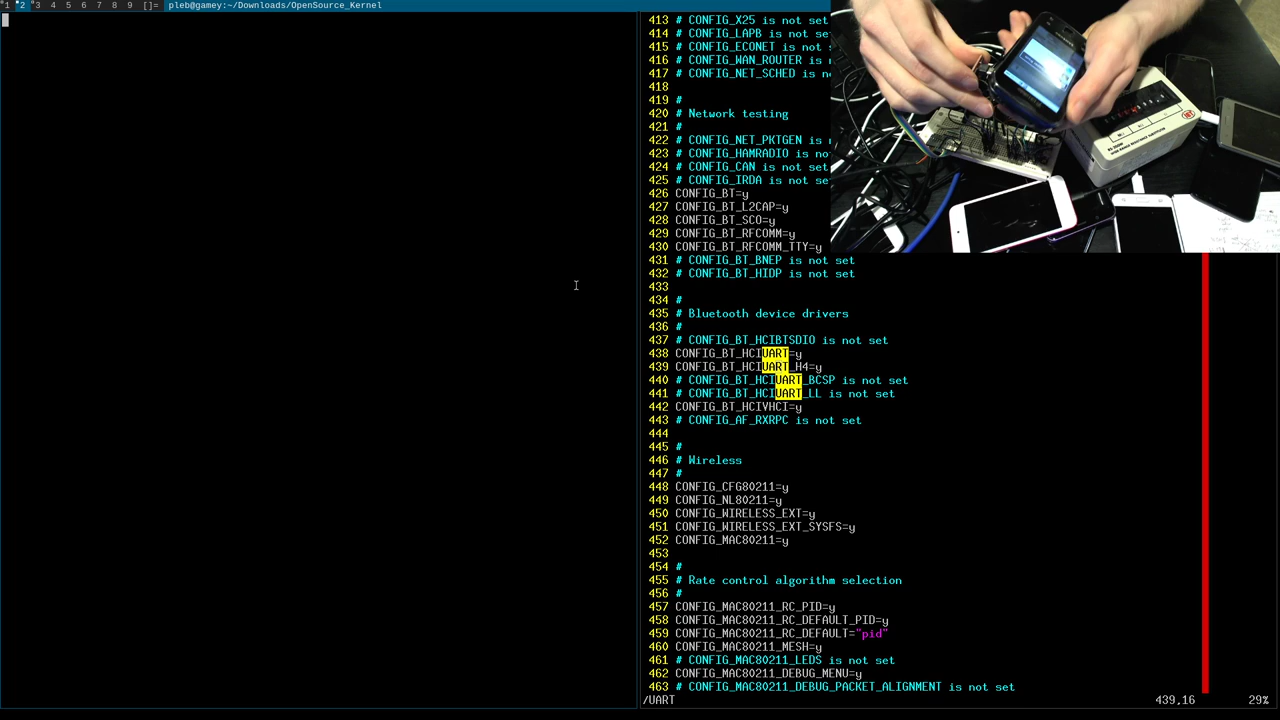 1 2 3 4 5 6 7 8 9 []= pleb@gamey:~/Downloads/OpenSource_Kernel
413 # CONFIG_X25 is not set
414 # CONFIG_LAPB is not se
415 # CONFIG_ECONET is not
416 # CONFIG_WAN_ROUTER is
417 # CONFIG_NET_SCHED is no
418
419 #
420 # Network testing
421 #
422 # CONFIG_NET_PKTGEN is
423 # CONFIG_HAMRADIO is no
424 # CONFIG_CAN is not set
425 # CONFIG_IRDA is not se
426 CONFIG_BT=y
427 CONFIG_BT_L2CAP=y
428 CONFIG_BT_SCO=y
429 CONFIG_BT_RFCOMM=y
430 CONFIG_BT_RFCOMM_TTY=y
431 # CONFIG_BT_BNEP is not set
432 # CONFIG_BT_HIDP is not set
433
434 #
435 # Bluetooth device drivers
436 #
437 # CONFIG_BT_HCIBTSDIO is not set
438 CONFIG_BT_HCIUART=y
439 CONFIG_BT_HCIUART_H4=y
440 # CONFIG_BT_HCIUART_BCSP is not set
441 # CONFIG_BT_HCIUART_LL is not set
442 CONFIG_BT_HCIVHCI=y
443 # CONFIG_AF_RXRPC is not set
444
445 #
446 # Wireless
447 #
448 CONFIG_CFG80211=y
449 CONFIG_NL80211=y
450 CONFIG_WIRELESS_EXT=y
451 CONFIG_WIRELESS_EXT_SYSFS=y
452 CONFIG_MAC80211=y
453
454 #
455 # Rate control algorithm selection
456 #
457 CONFIG_MAC80211_RC_PID=y
458 CONFIG_MAC80211_RC_DEFAULT_PID=y
459 CONFIG_MAC80211_RC_DEFAULT="pid"
460 CONFIG_MAC80211_MESH=y
461 # CONFIG_MAC80211_LEDS is not set
462 CONFIG_MAC80211_DEBUG_MENU=y
463 # CONFIG_MAC80211_DEBUG_PACKET_ALIGNMENT is not set
/UART 439,16 29%